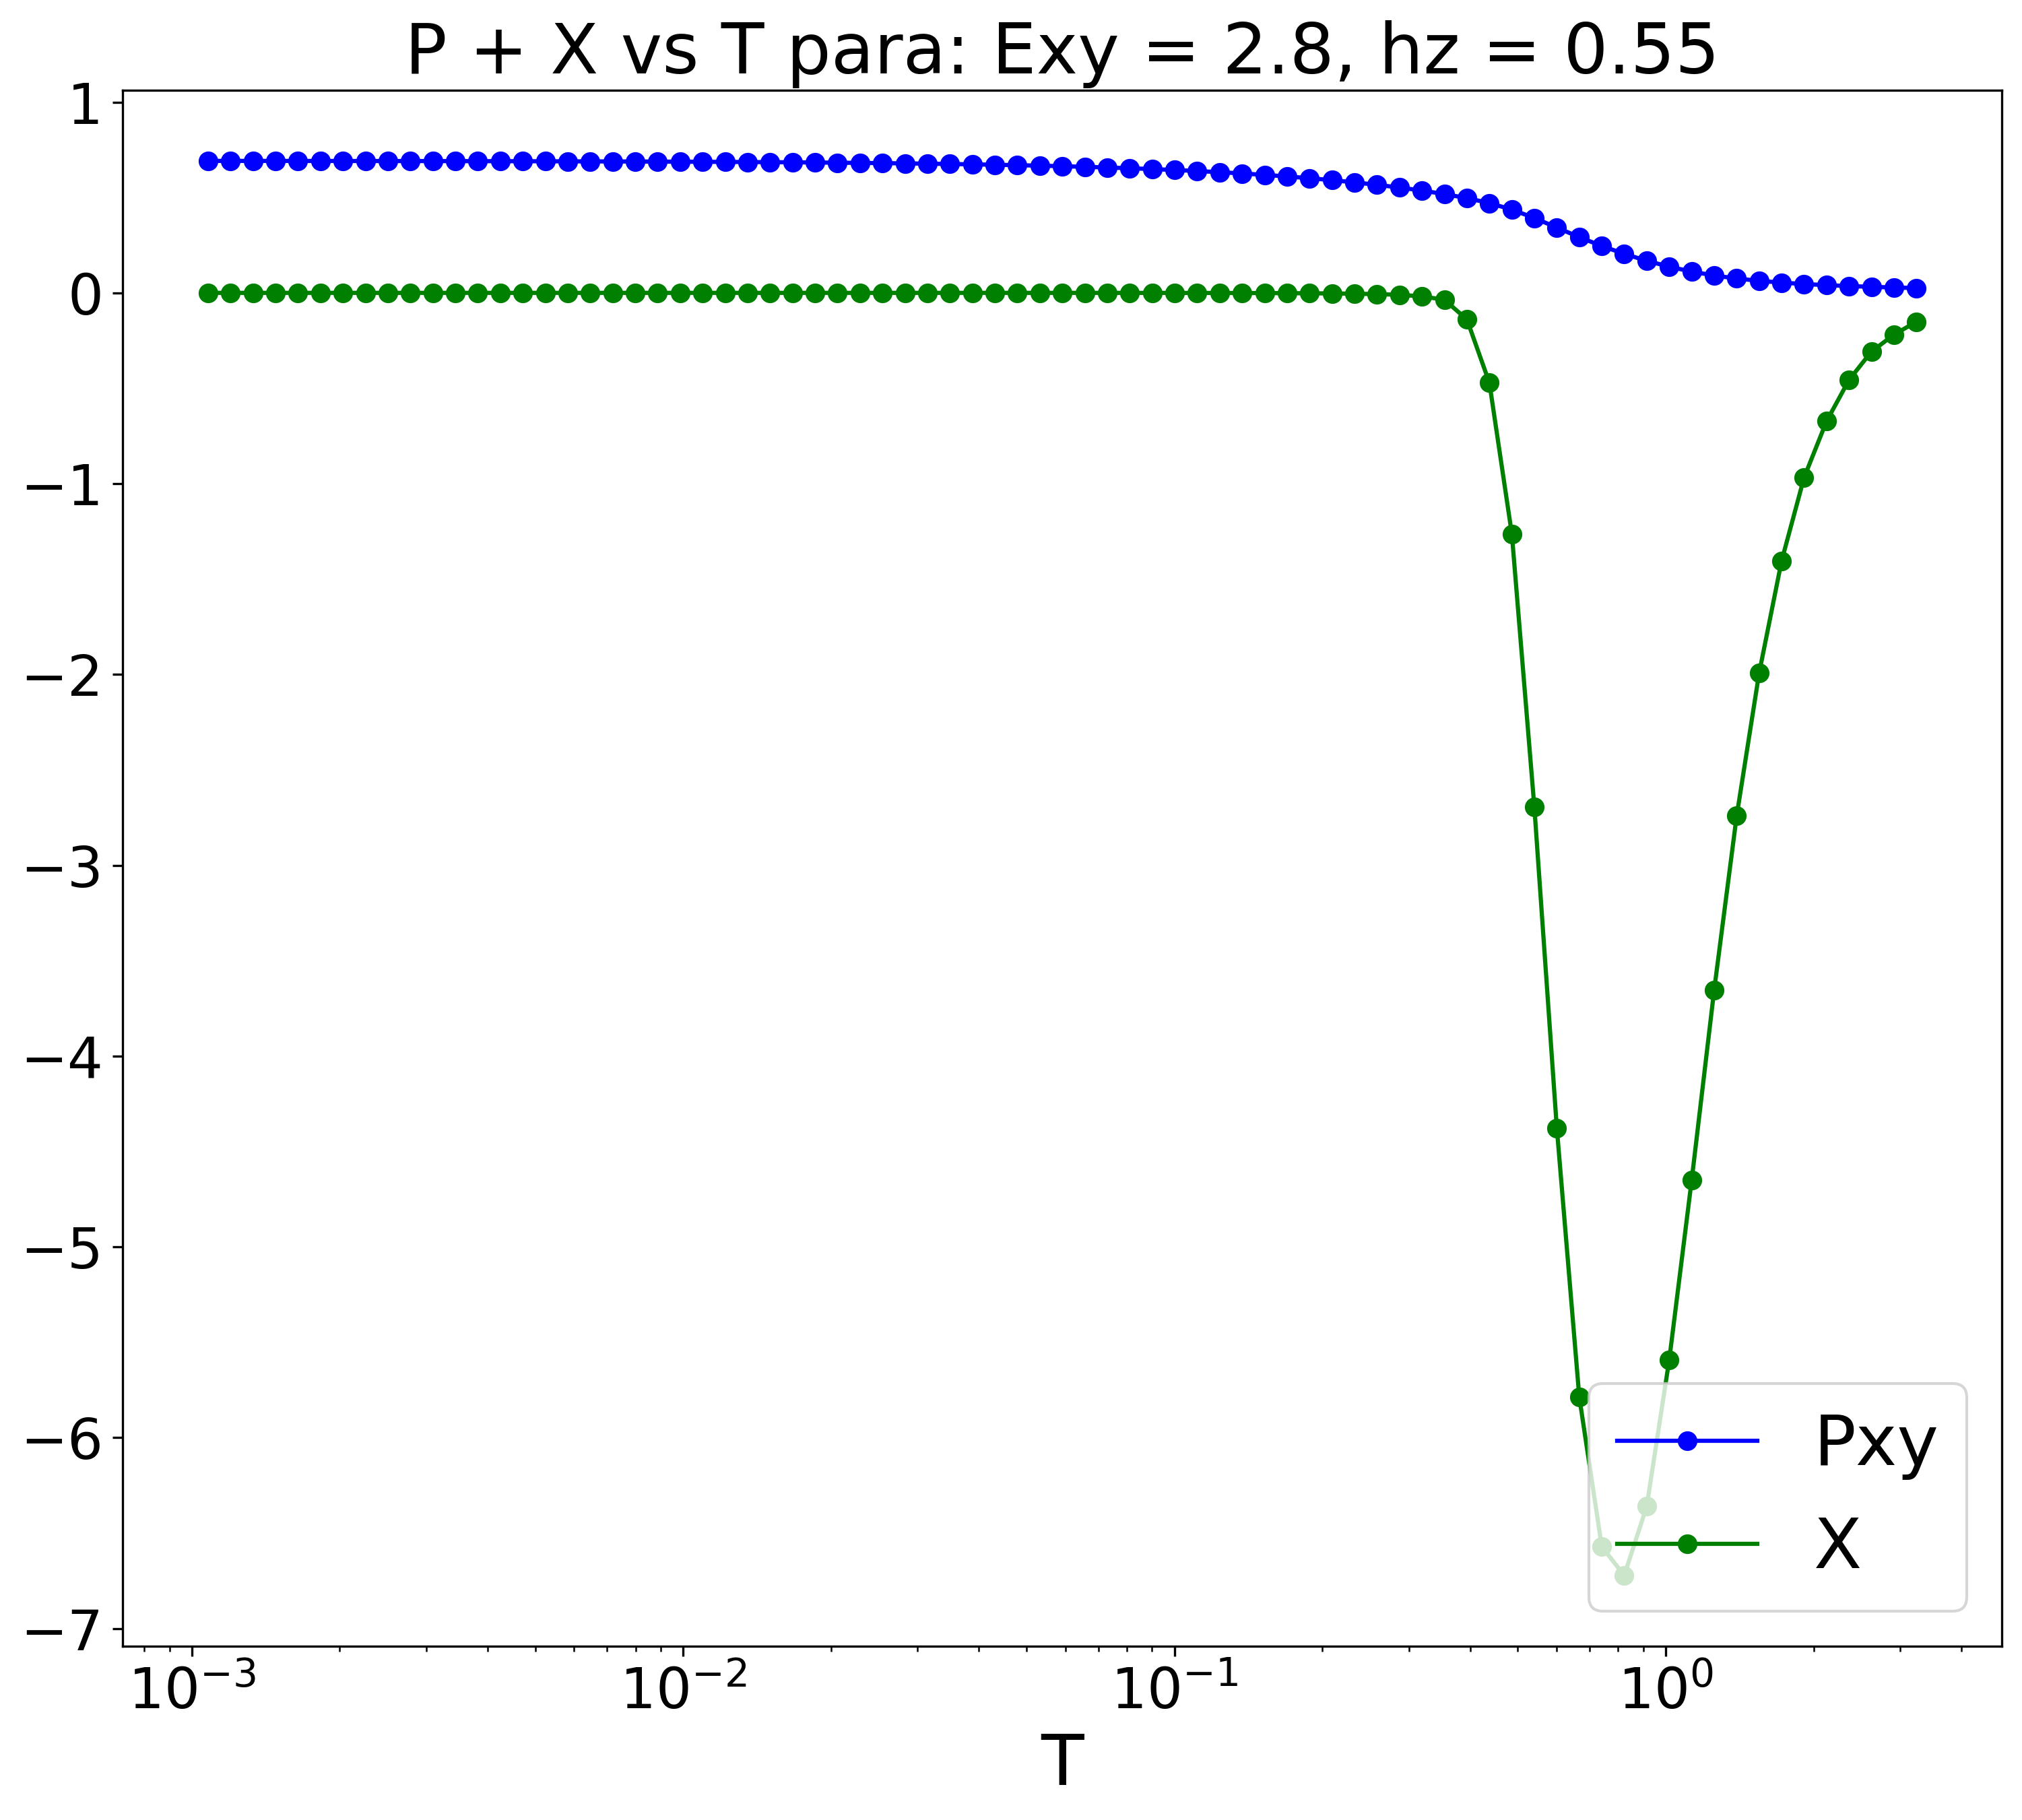 P + X vs T para: Exy = 2.8, hz = 0.55
1
0
−1
−2
−3
−4
−5
−6
−7
10⁻³ 10⁻² 10⁻¹ 10⁰
T
Pxy
X